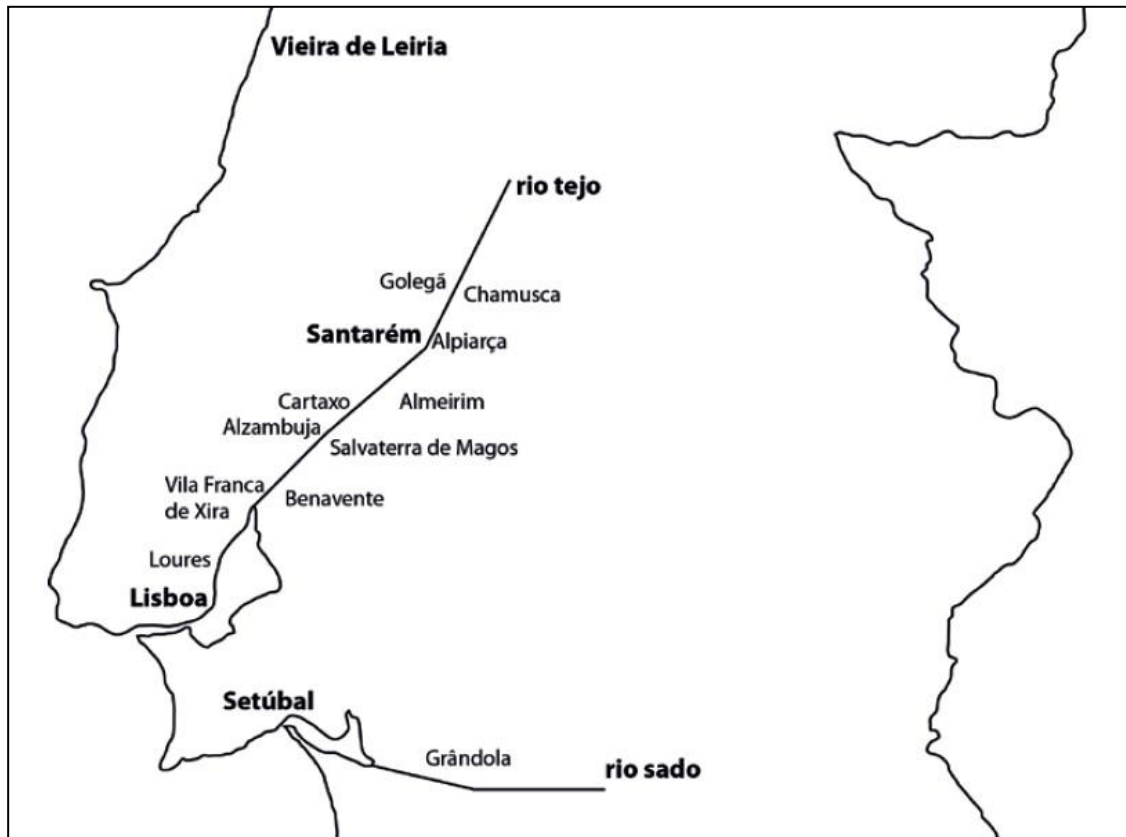 Vieira de Leiria
rio tejo
Golegã
Chamusca
Santarém
Alpiarça
Cartaxo
Almeirim
Alzambuja
Salvaterra de Magos
Vila Franca
de Xira
Benavente
Loures
Lisboa
Setúbal
Grândola
rio sado